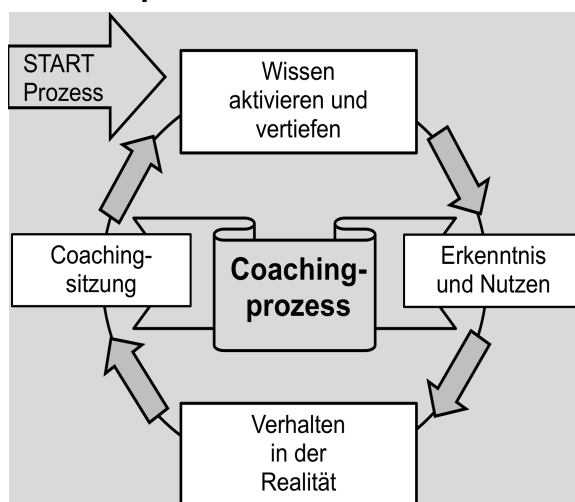 START
Prozess
Wissen
aktivieren und
vertiefen
Coaching-
sitzung
Coaching-
prozess
Erkenntnis
und Nutzen
Verhalten
in der
Realität